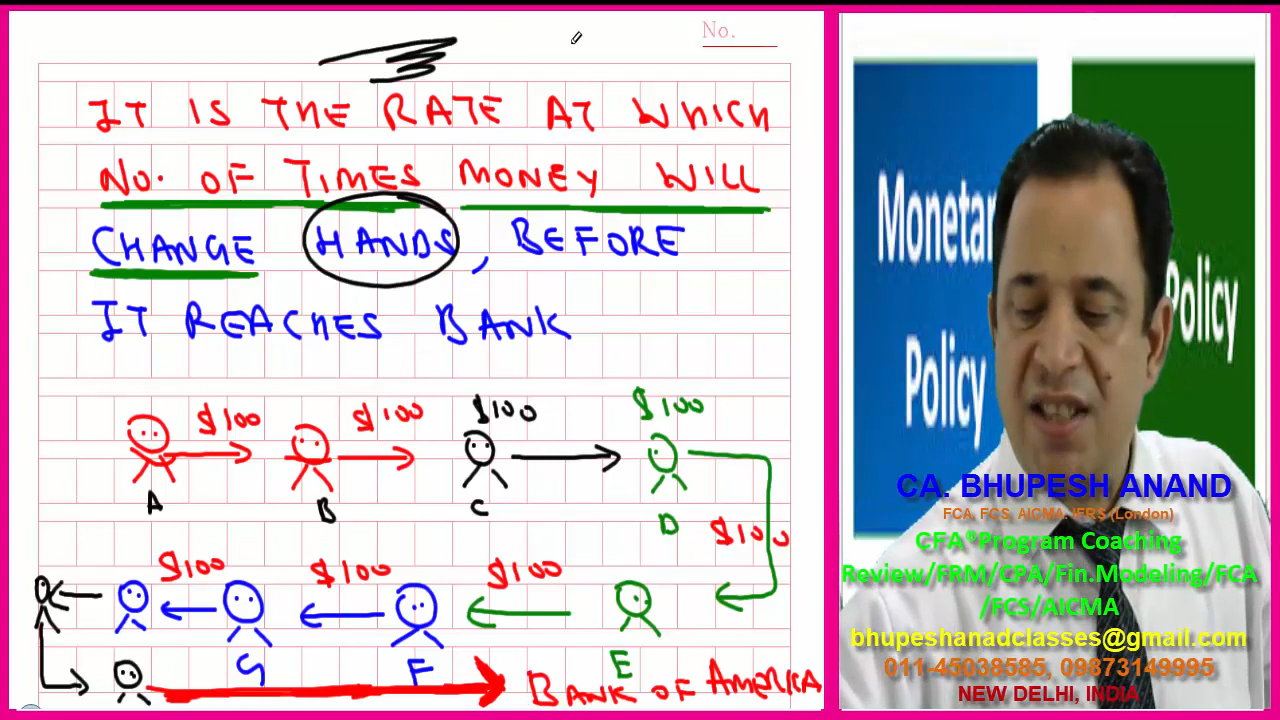 No.
IT IS THE RATE AT WHICH
NO. OF TIMES MONEY WILL
CHANGE HANDS, BEFORE
IT REACHES BANK
$100 $100 $100 $100
A B C D
$100
$100 $100 $100
G F E
BANK OF AMERICA
Monetar
Policy
Policy
CA. BHUPESH ANAND
FCA, FCS, AICMA, IFRS (London)
CFA®Program Coaching
Review/FRM/CPA/Fin.Modeling/FCA
/FCS/AICMA
bhupeshanadclasses@gmail.com
011-45038585, 09873149995
NEW DELHI, INDIA